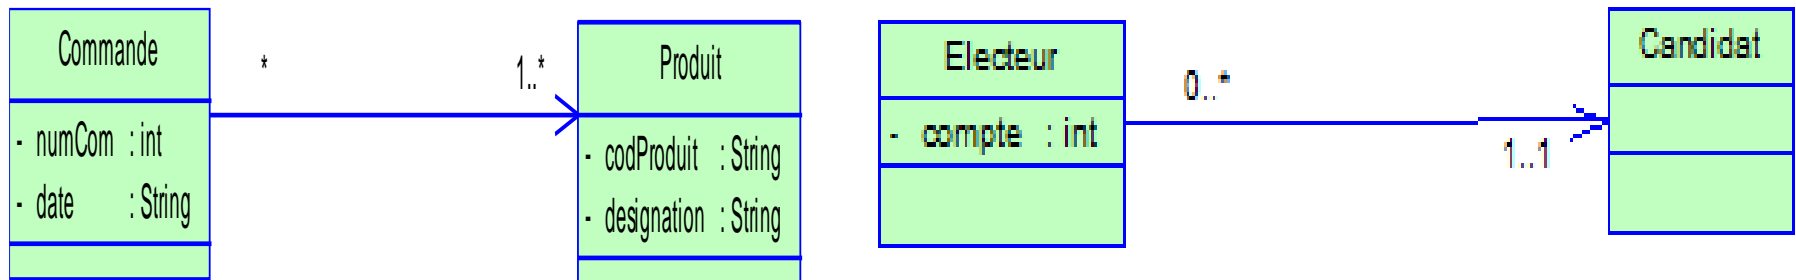 Commande
*
1..*
Produit
- numCom : int
- date : String
- codProduit : String
- designation : String
Electeur
0..*
Candidat
- compte : int
1..1